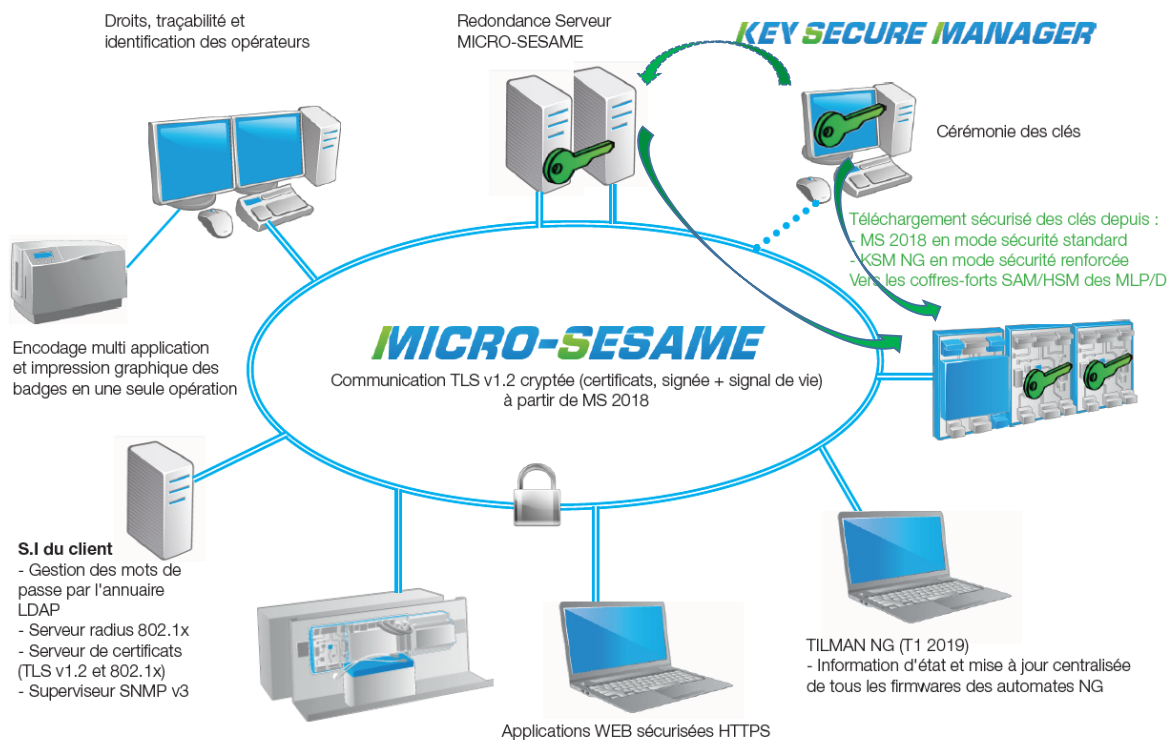 Droits, traçabilité et
identification des opérateurs
Redondance Serveur
MICRO-SESAME
KEY SECURE MANAGER
Cérémonie des clés
Téléchargement sécurisé des clés depuis :
- MS 2018 en mode sécurité standard
- KSM NG en mode sécurité renforcée
Vers les coffres-forts SAM/HSM des MLP/D
Encodage multi application
et impression graphique des
badges en une seule opération
MICRO-SESAME
Communication TLS v1.2 cryptée (certificats, signée + signal de vie)
à partir de MS 2018
S.I du client
- Gestion des mots de
passe par l'annuaire
LDAP
- Serveur radius 802.1x
- Serveur de certificats
(TLS v1.2 et 802.1x)
- Superviseur SNMP v3
Applications WEB sécurisées HTTPS
TILMAN NG (T1 2019)
- Information d'état et mise à jour centralisée
de tous les firmwares des automates NG